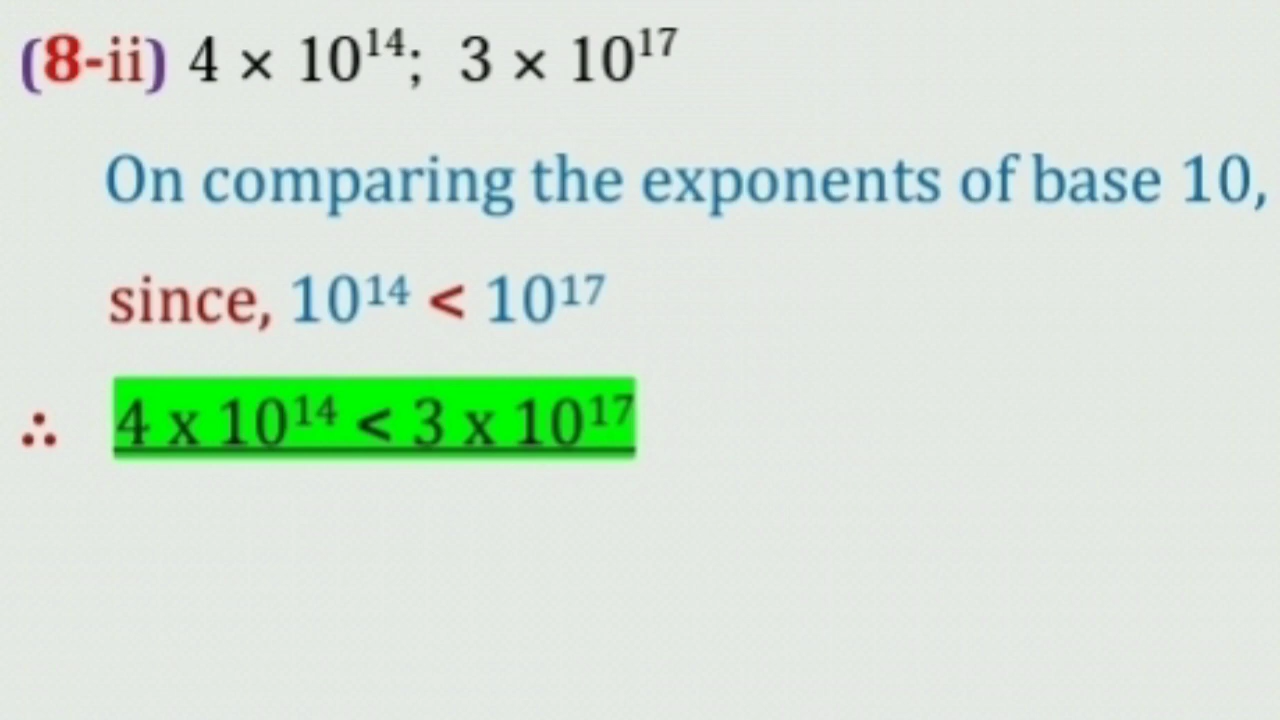 (8-ii) 4 × 10¹⁴; 3 × 10¹⁷
On comparing the exponents of base 10,
since, 10¹⁴ < 10¹⁷
∴ 4 x 10¹⁴ < 3 x 10¹⁷